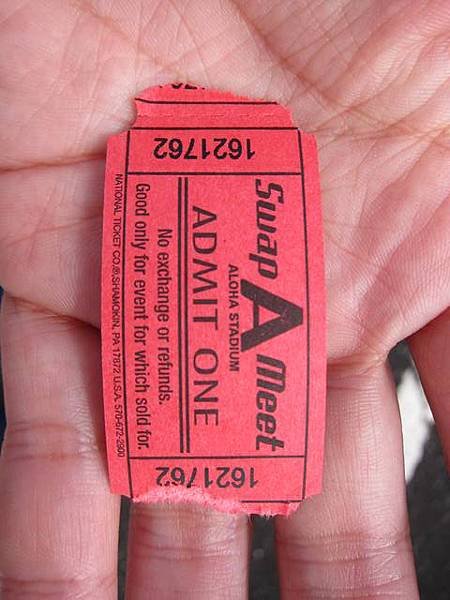 1621762
Swap A Meet
ALOHA STADIUM
ADMIT ONE
No exchange or refunds.
Good only for event for which sold for.
NATIONAL TICKET CO. ®, SHAMOKIN, PA 17872 U.S.A. 570-672-2900
1621762